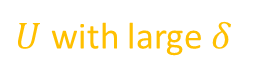 𝑈 with large 𝛿